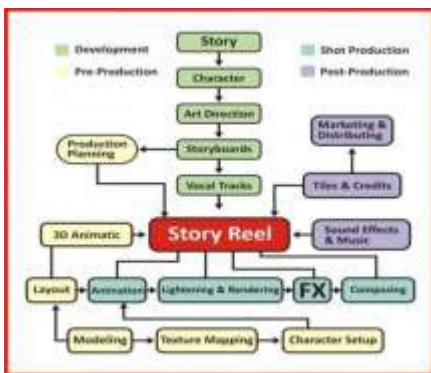 Story
Development
Shot Production
Pre-Production
Post-Production
Character
Art Direction
Marketing &
Distributing
Production
Planning
Storyboards
Vocal Tracks
Tiles & Credits
3D Animatic
Story Reel
Sound Effects
& Music
Layout
Animation
Lightening & Rendering
FX
Composing
Modeling
Texture Mapping
Character Setup